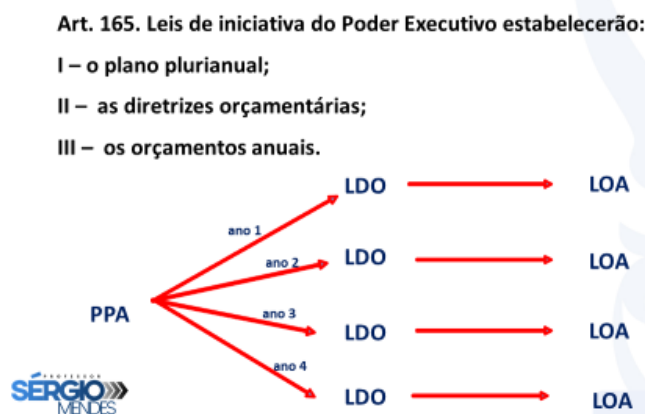 Art. 165. Leis de iniciativa do Poder Executivo estabelecerão:
I – o plano plurianual;
II – as diretrizes orçamentárias;
III – os orçamentos anuais.
LDO LOA
ano 1
LDO LOA
ano 2
PPA
ano 3
LDO LOA
ano 4
LDO LOA
PROFESSOR
SÉRGIO
MENDES